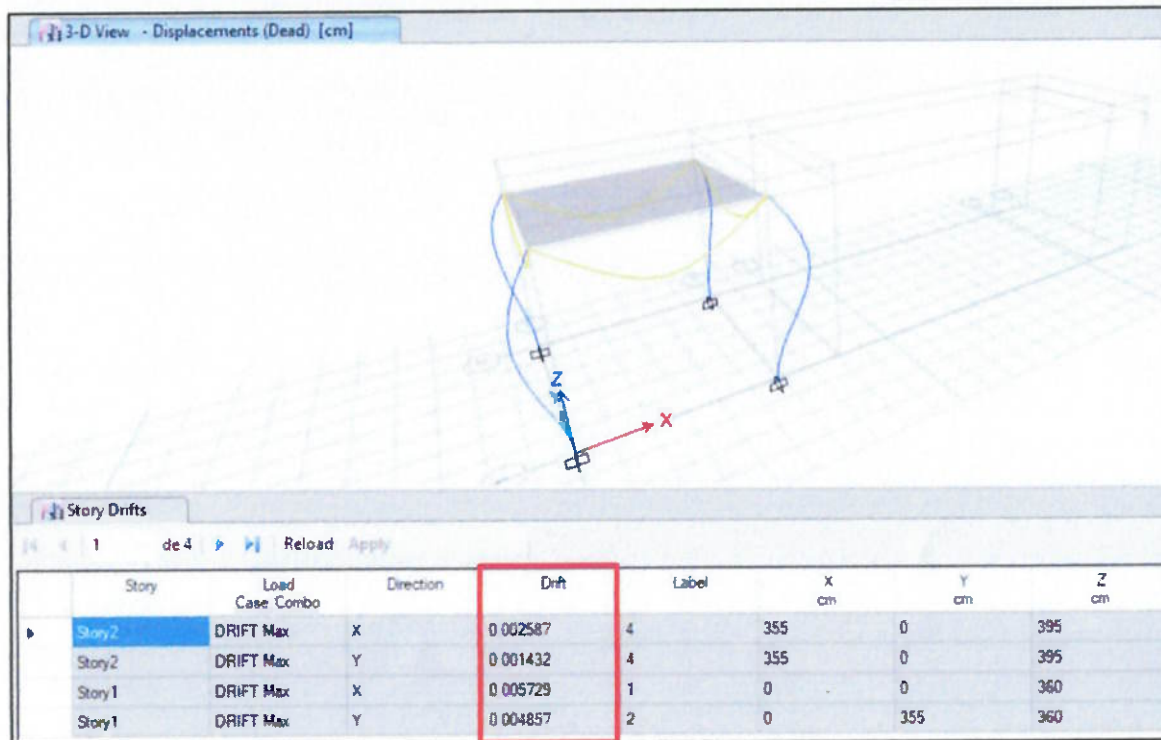 3-D View - Displacements (Dead) [cm]
Z
X
Story Drifts
1 de 4 Reload Apply
Story Load Case Combo Direction Drift Label X cm Y cm Z cm
Story2 DRIFT Max X 0.002587 4 355 0 395
Story2 DRIFT Max Y 0.001432 4 355 0 395
Story1 DRIFT Max X 0.005729 1 0 0 360
Story1 DRIFT Max Y 0.004857 2 0 355 360